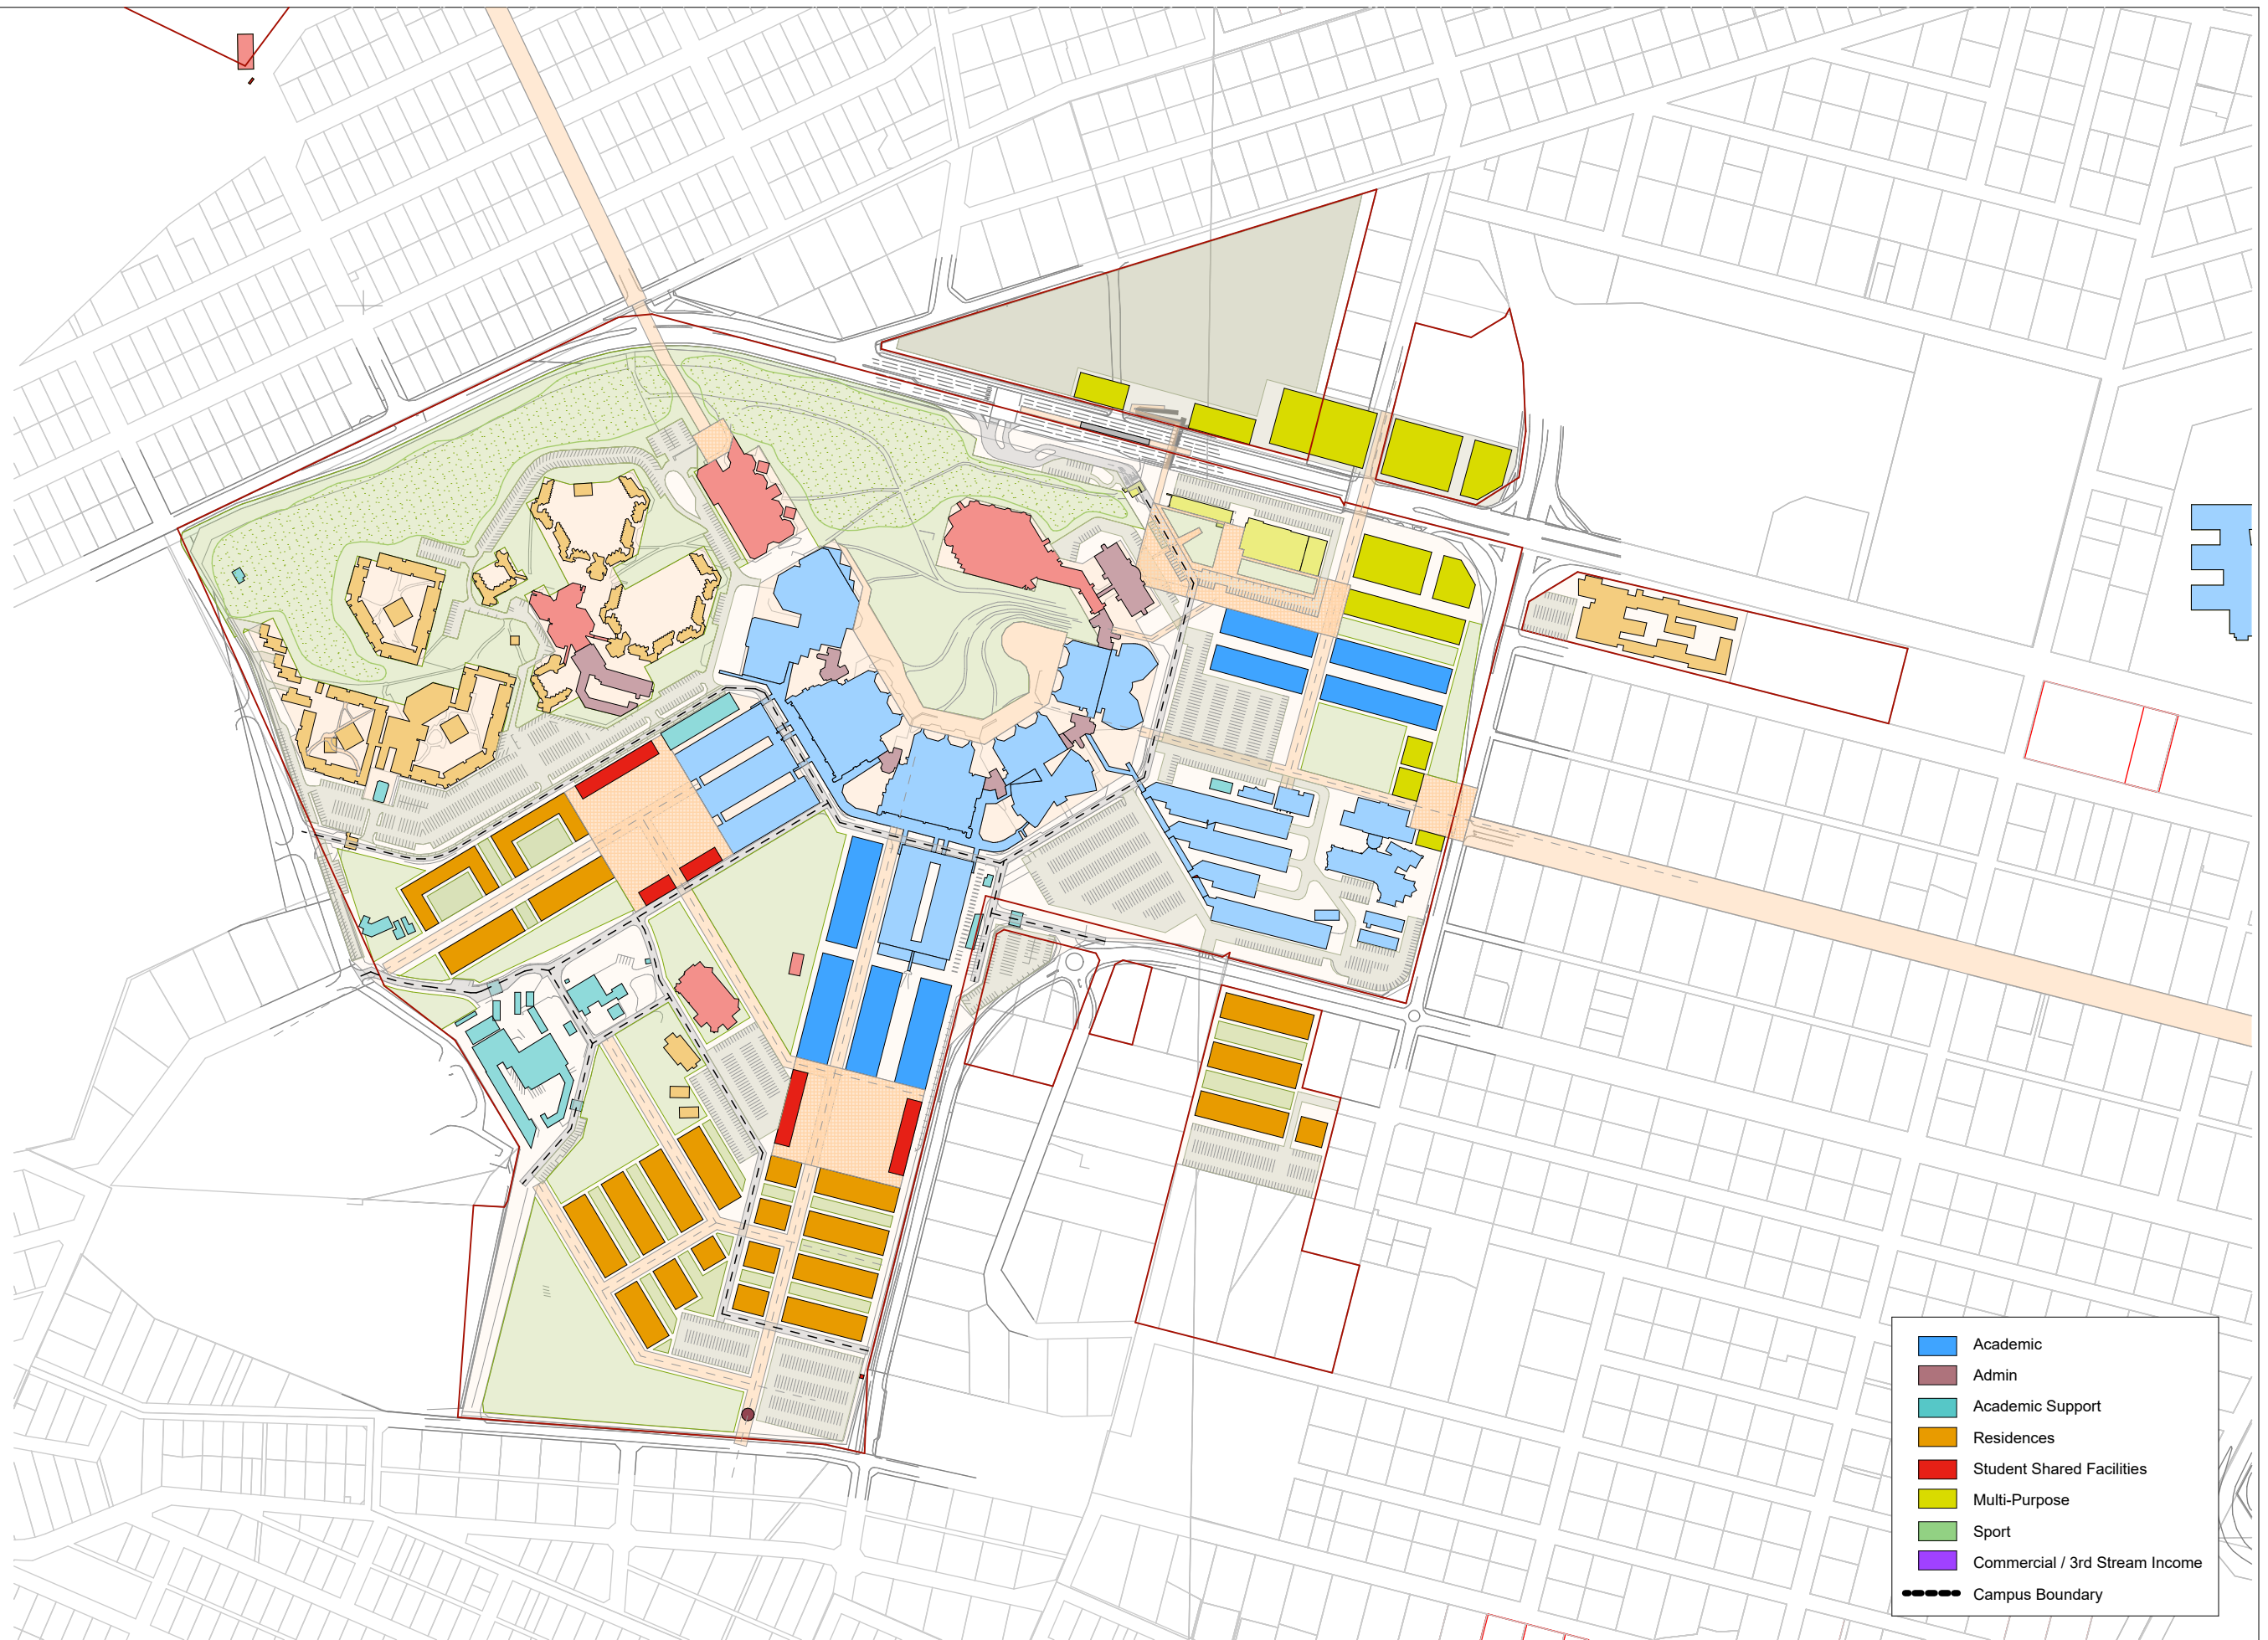 Academic
Admin
Academic Support
Residences
Student Shared Facilities
Multi-Purpose
Sport
Commercial / 3rd Stream Income
Campus Boundary